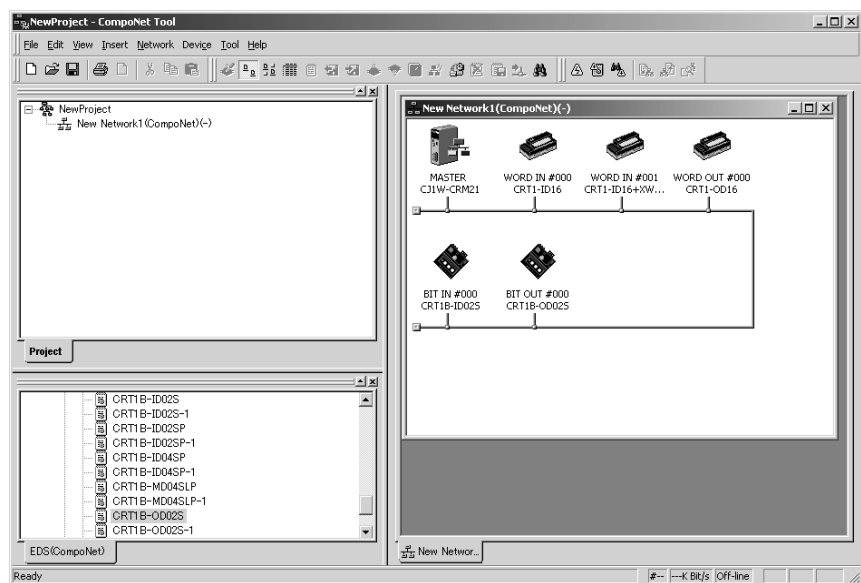 NewProject - CompoNet Tool
File Edit View Insert Network Device Tool Help
NewProject
New Network1(CompoNet)(-)
Project
CRT1B-ID02S
CRT1B-ID02S-1
CRT1B-ID02SP
CRT1B-ID02SP-1
CRT1B-ID04SP
CRT1B-ID04SP-1
CRT1B-MD04SLP
CRT1B-MD04SLP-1
CRT1B-OD02S
CRT1B-OD02S-1
EDS(CompoNet)
New Network1(CompoNet)(-)
MASTER WORD IN #000 WORD IN #001 WORD OUT #000
CJ1W-CRM21 CRT1-ID16 CRT1-ID16+XW... CRT1-OD16
BIT IN #000 BIT OUT #000
CRT1B-ID02S CRT1B-OD02S
New Networ...
Ready #-- ---K Bit/s Off-line